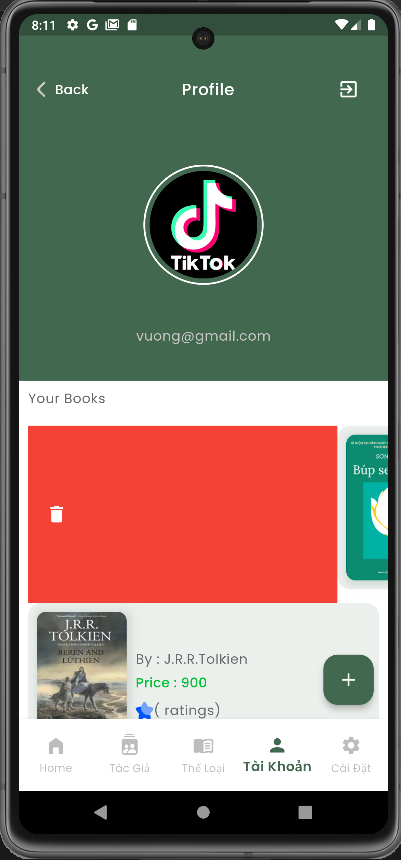 8:11
Back
Profile
TikTok
vuong@gmail.com
Your Books
Búp se
J.R.R.
TOLKIEN
BEREN AND
LÚTHIEN
By : J.R.R.Tolkien
Price : 900
( ratings)
Home
Tác Giả
Thể Loại
Tài Khoản
Cài Đặt